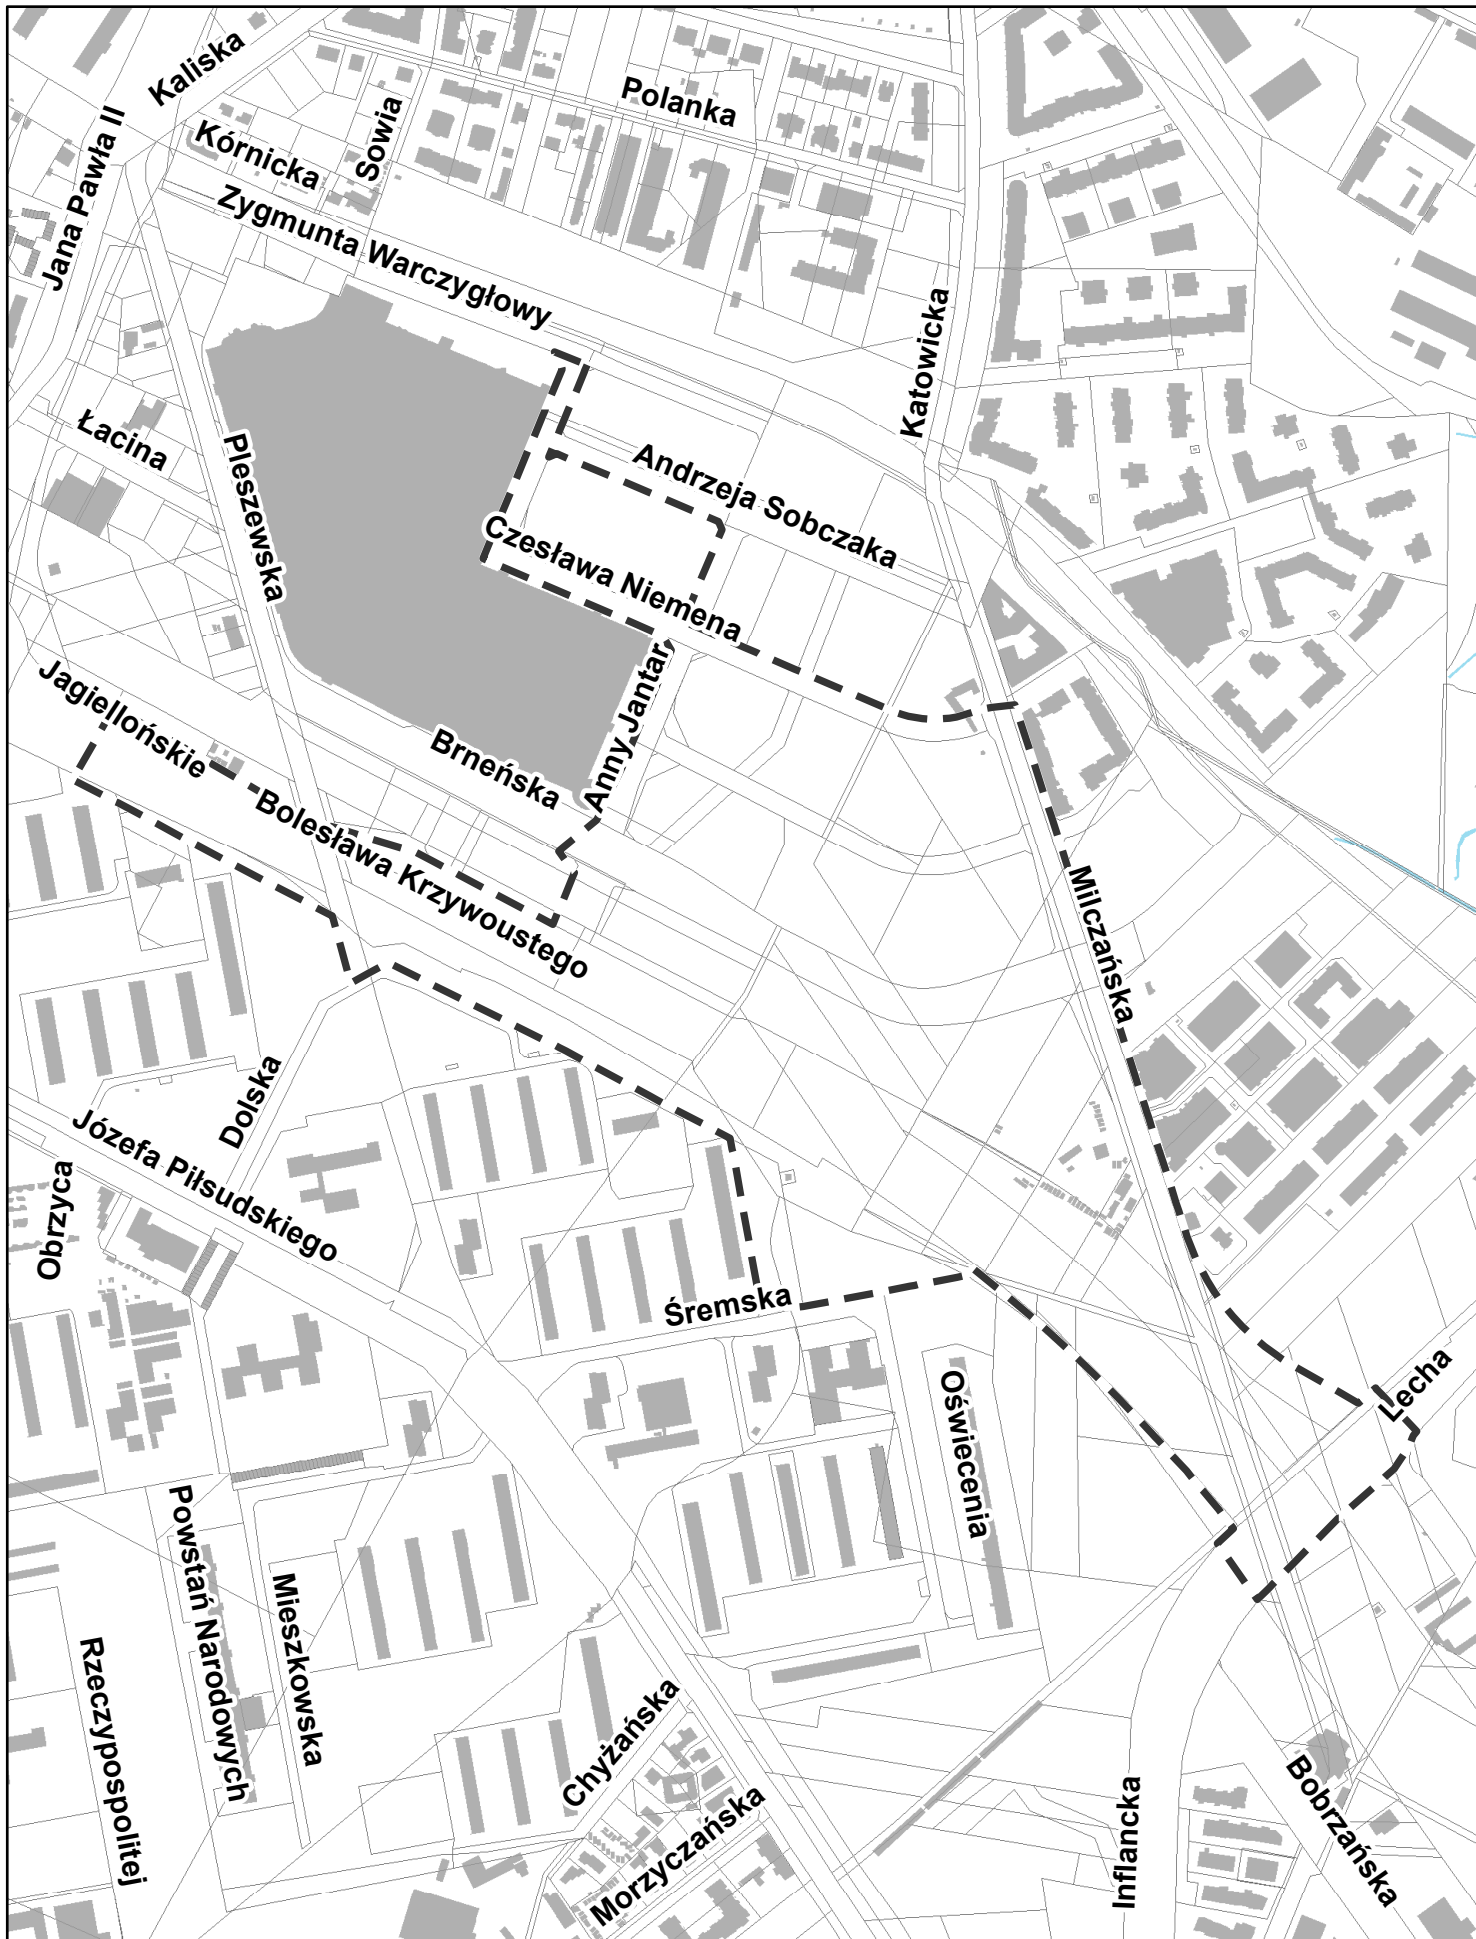 Kaliska
Jana Pawła II
Kórnicka
Sowia
Polanka
Zygmunta Warczygłowy
Katowicka
Łacina
Pleszewska
Andrzeja Sobczaka
Czesława Niemena
Anny Jantar
Jagiellońskie
Brneńska
Bolesława Krzywoustego
Milczańska
Dolska
Józefa Piłsudskiego
Obrzyca
Śremska
Oświecenia
Lecha
Powstań Narodowych
Mieszkowska
Rzeczypospolitej
Chyżańska
Morzyczańska
Inflancka
Bobrzańska